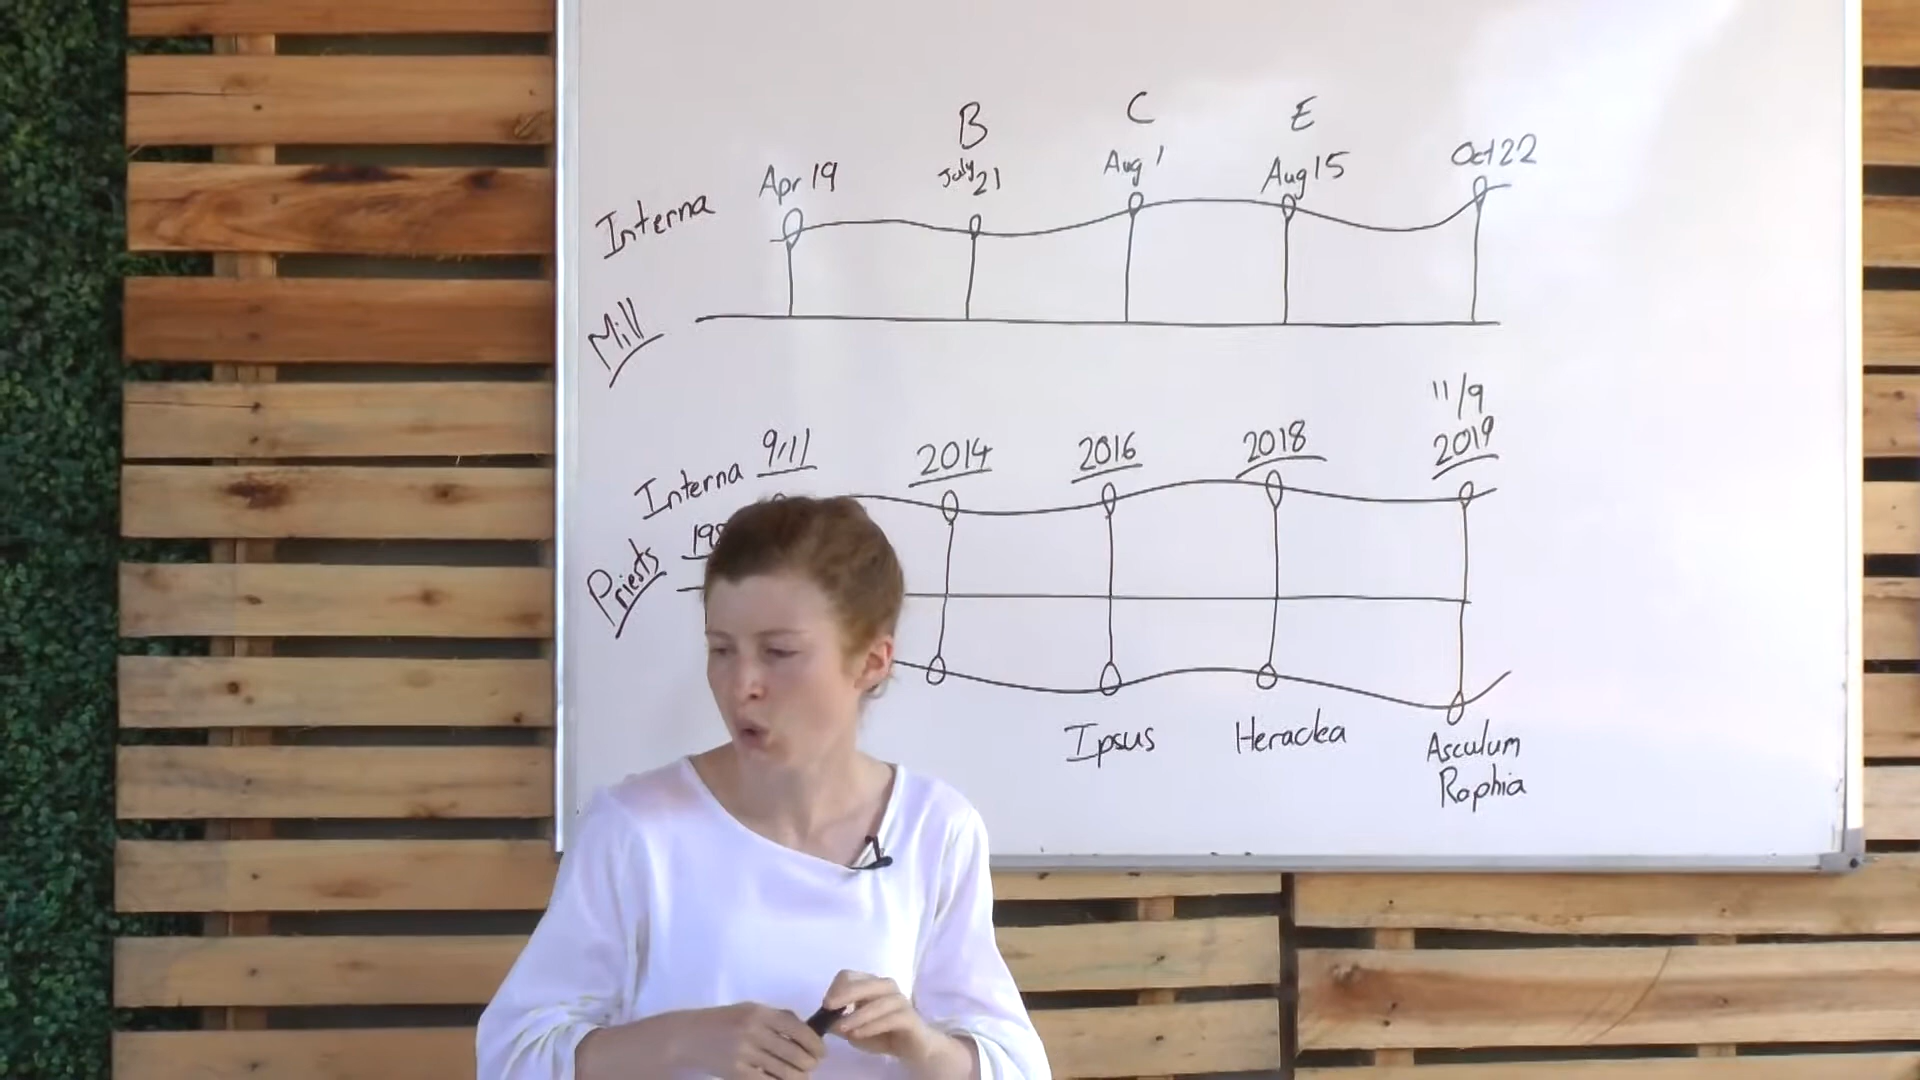 B C E
Apr 19 July 21 Aug 1 Aug 15 Oct 22
Interna
Mill
11/9
9/11 2014 2016 2018 2019
Interna
Priests
Ipsus Heraclea Asculum
Raphia